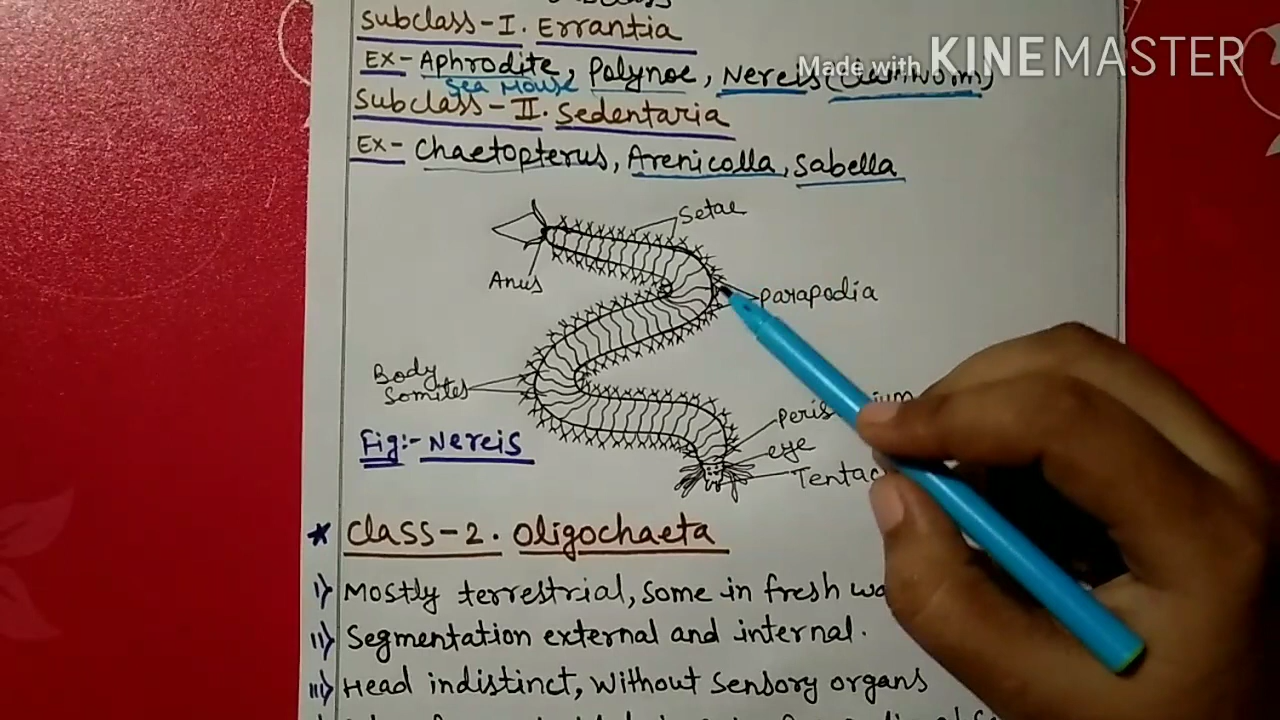 Subclass-I. Errantia
Made with KINEMASTER
Ex- Aphrodite, Polynoe, Nereis
Sea Mouse
Subclass-II. Sedentaria
Ex- Chaetopterus, Arenicolla, Sabella
Setae
Anus
Parapodia
Body
Somites
eye
Fig:- Nereis
* Class-2. Oligochaeta
i) Mostly terrestrial, Some in fresh
ii) Segmentation external and internal.
iii) Head indistinct, without sensory organs